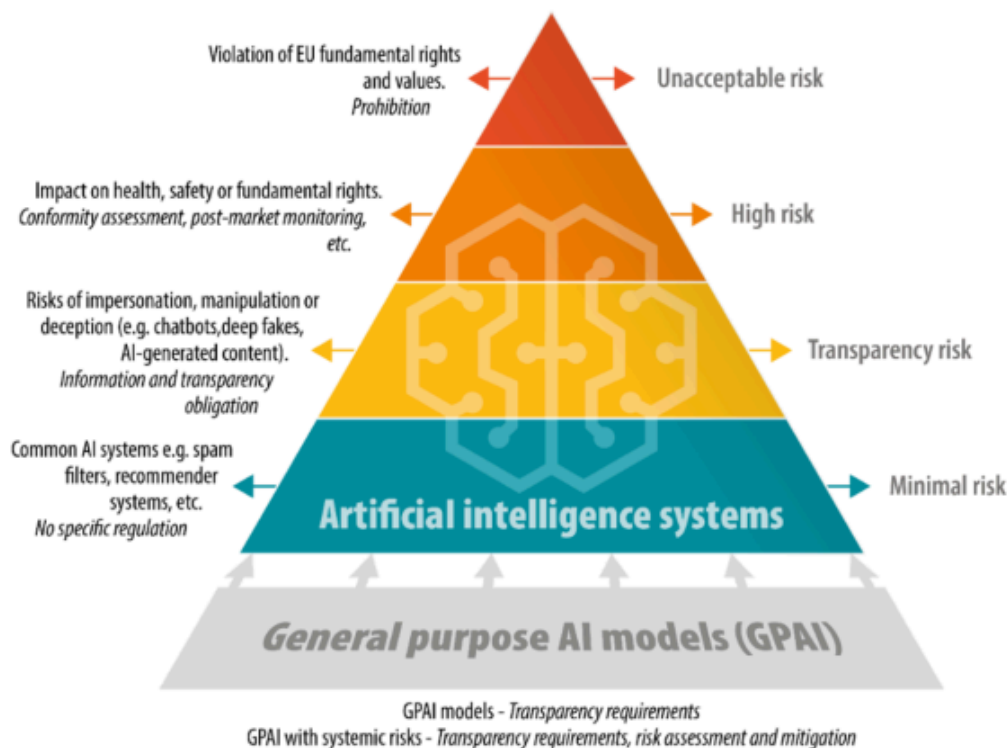 Violation of EU fundamental rights
and values.
Prohibition
Unacceptable risk
Impact on health, safety or fundamental rights.
Conformity assessment, post-market monitoring,
etc.
High risk
Risks of impersonation, manipulation or
deception (e.g. chatbots,deep fakes,
AI-generated content).
Information and transparency
obligation
Transparency risk
Common AI systems e.g. spam
filters, recommender
systems, etc.
No specific regulation
Minimal risk
Artificial intelligence systems
General purpose AI models (GPAI)
GPAI models - Transparency requirements
GPAI with systemic risks - Transparency requirements, risk assessment and mitigation